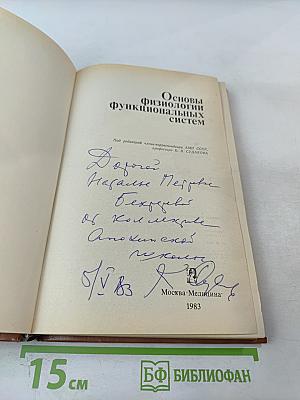 Основы
физиологии
функциональных
систем
Под редакцией члена-корреспондента АМН СССР,
профессора К. В. СУДАКОВА
Дорогой
Наталье Петровне
Бехтеревой
от коллектива
Анохинской
школы
5/V 83
Москва «Медицина»
1983
15 см
БФ БИБЛИОФАН